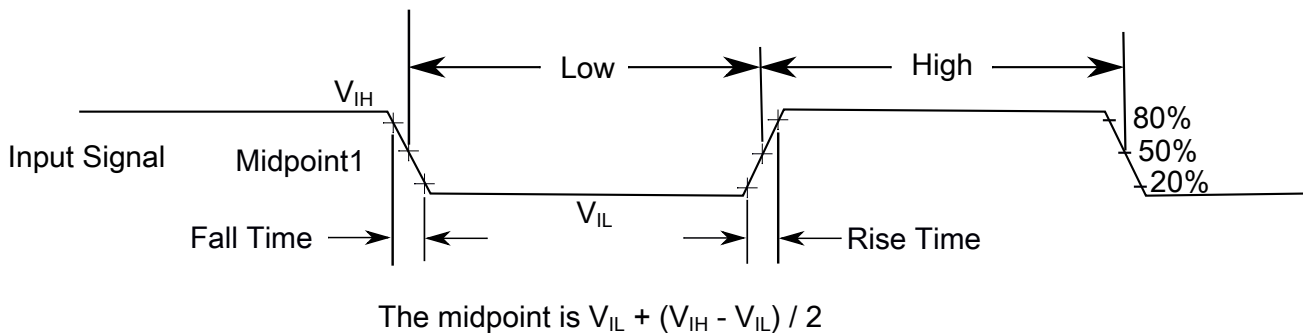 Low
High
V_IH
80%
Input Signal
Midpoint1
50%
20%
V_IL
Fall Time
Rise Time
The midpoint is V_IL + (V_IH - V_IL) / 2